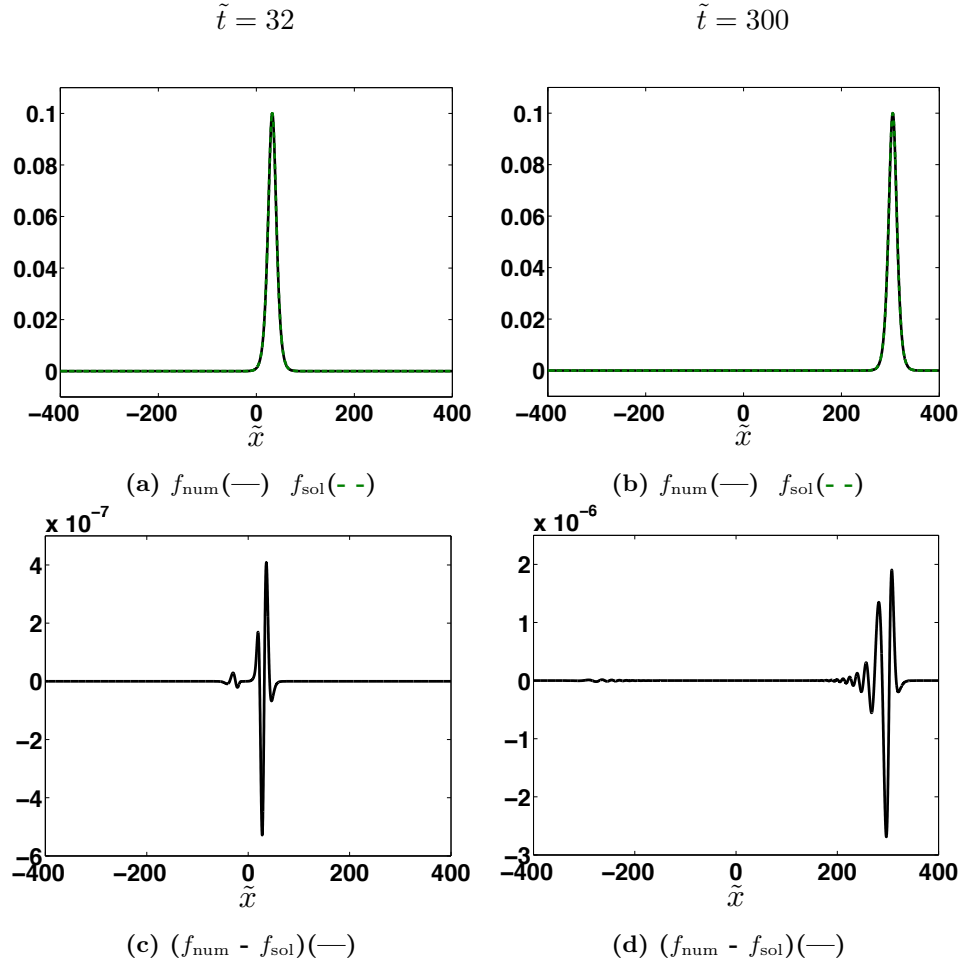 t̃ = 32
t̃ = 300
0.1
0.08
0.06
0.04
0.02
0
−400 −200 0 200 400
x̃
(a) f_num(—) f_sol(- -)
0.1
0.08
0.06
0.04
0.02
0
−400 −200 0 200 400
x̃
(b) f_num(—) f_sol(- -)
x 10^−7
4
2
0
−2
−4
−6
−400 −200 0 200 400
x̃
(c) (f_num - f_sol)(—)
x 10^−6
2
1
0
−1
−2
−3
−400 −200 0 200 400
x̃
(d) (f_num - f_sol)(—)